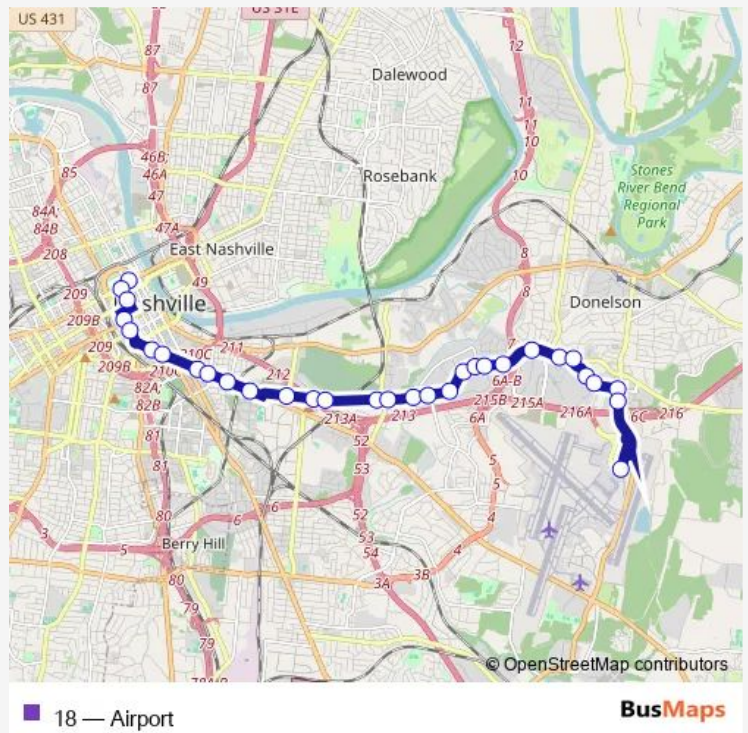 US 431
US 31E
87
87
12
Dalewood
11
11
10
10
46B;
46A
85
47
Rosebank
Stones
River Bend
Regional
Park
84A;
84B
47A
208
East Nashville
8
8
49
209
shville
Donelson
209B
209
210C
211
7
209B
212
6A-B
82A;
82B
215B
215A
213A
213
216A
6C
216
6A
81
81
52
53
5
5
80
6
6
52
5
3
5
Berry Hill
53
54
4
4
3B
3A
80
79
79
78A
© OpenStreetMap contributors
18 — Airport
BusMaps